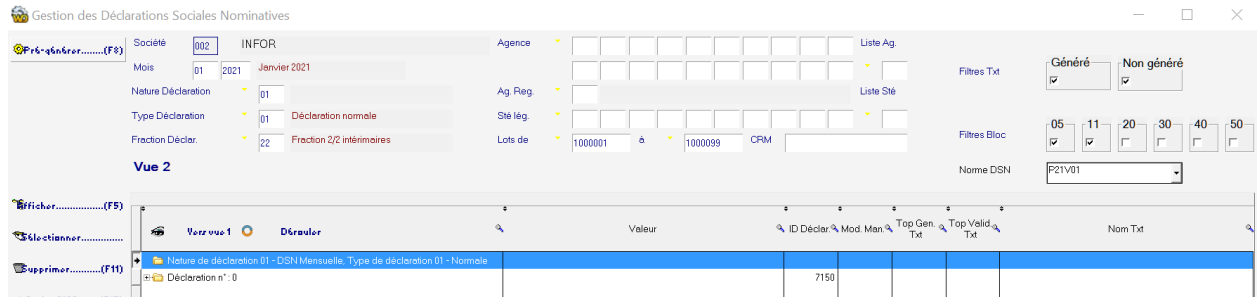 Gestion des Déclarations Sociales Nominatives
Pré-générer........(F8)
Société 002 INFOR Agence Liste Ag.
Mois 01 2021 Janvier 2021 Filtres Txt Généré Non généré
Nature Déclaration 01 Ag. Reg. Liste Sté
Type Déclaration 01 Déclaration normale Sté lég.
Fraction Déclar. 22 Fraction 2/2 intérimaires Lots de 1000001 à 1000099 CRM Filtres Bloc 05 11 20 30 40 50
Vue 2 Norme DSN P21V01
Afficher................(F5)
Vers vue 1 Dérouler Valeur ID Déclar. Mod. Man. Top Gen. Txt Top Valid. Txt Nom Txt
Sélectionner...............
Nature de déclaration 01 - DSN Mensuelle, Type de déclaration 01 - Normale
Supprimer...........(F11)
Déclaration n° : 0 7150